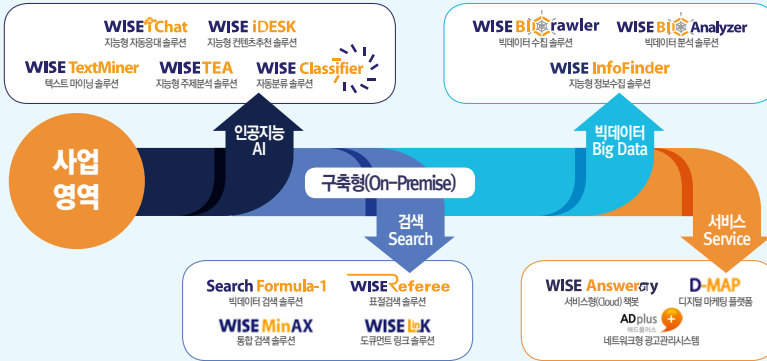 WISE iChat
지능형 자동응대 솔루션
WISE iDESK
지능형 컨텐츠추천 솔루션
WISE TextMiner
텍스트 마이닝 솔루션
WISE TEA
지능형 주제분석 솔루션
WISE Classifier
자동분류 솔루션
WISE BICrawler
빅데이터 수집 솔루션
WISE BIGAnalyzer
빅데이터 분석 솔루션
WISE InfoFinder
지능형 정보수집 솔루션
사업
영역
인공지능
AI
구축형(On-Premise)
검색
Search
빅데이터
Big Data
서비스
Service
Search Formula-1
빅데이터 검색 솔루션
WISE Referee
표절검색 솔루션
WISE MinAX
통합 검색 솔루션
WISE LinK
도큐먼트 링크 솔루션
WISE Answerny
서비스형(Cloud) 챗봇
D-MAP
디지털 마케팅 플랫폼
ADplus
애드플러스
네트워크형 광고관리시스템